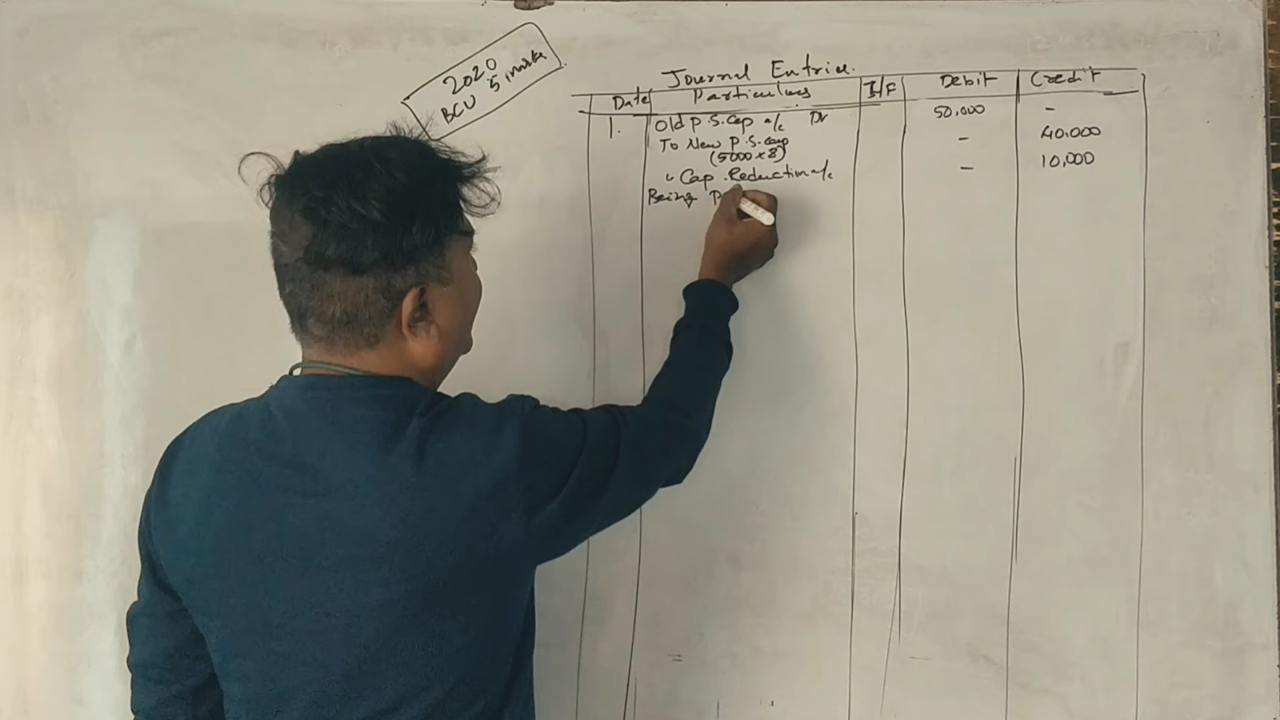 2020
BCU 5 marks
Journal Entries.
Date Particulars I/F Debit Credit
1. Old P.S.Cap a/c Dr 50,000 -
To New P.S.cap - 40,000
(5000 x 8)
" Cap. Reduction a/c - 10,000
Being